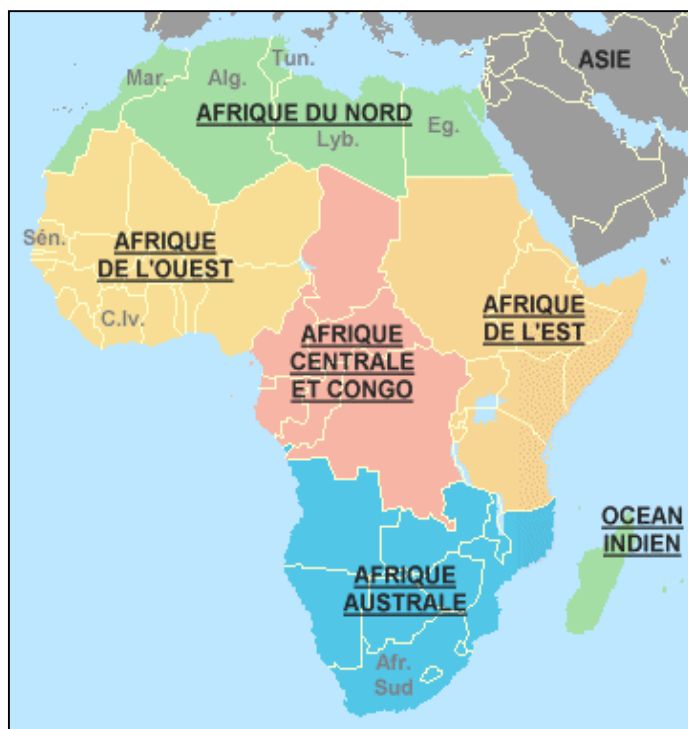 ASIE
Tun.
Mar.
Alg.
AFRIQUE DU NORD
Lyb.
Eg.
Sén.
AFRIQUE
DE L'OUEST
C.Iv.
AFRIQUE
DE L'EST
AFRIQUE
CENTRALE
ET CONGO
OCEAN
INDIEN
AFRIQUE
AUSTRALE
Afr.
Sud